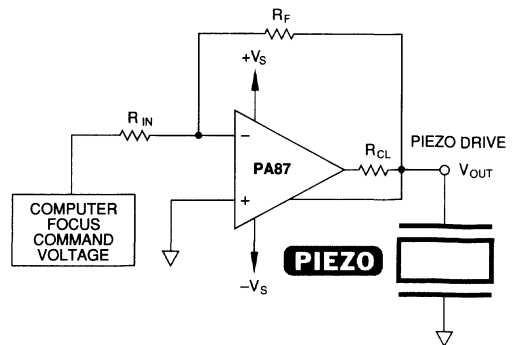 R_F
+V_S
R_IN
−
PA87
R_CL
PIEZO DRIVE
V_OUT
+
COMPUTER
FOCUS
COMMAND
VOLTAGE
PIEZO
−V_S